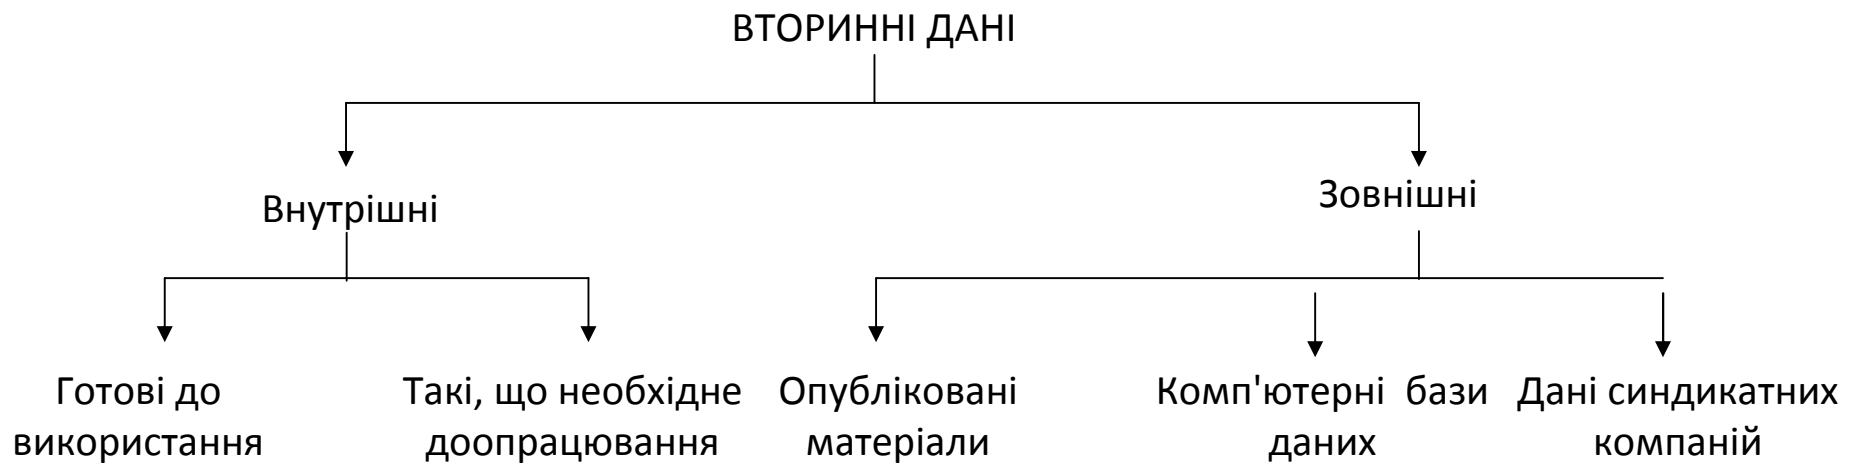 ВТОРИННІ ДАНІ
Внутрішні
Зовнішні
Готові до
використання
Такі, що необхідне
доопрацювання
Опубліковані
матеріали
Комп'ютерні бази
даних
Дані синдикатних
компаній